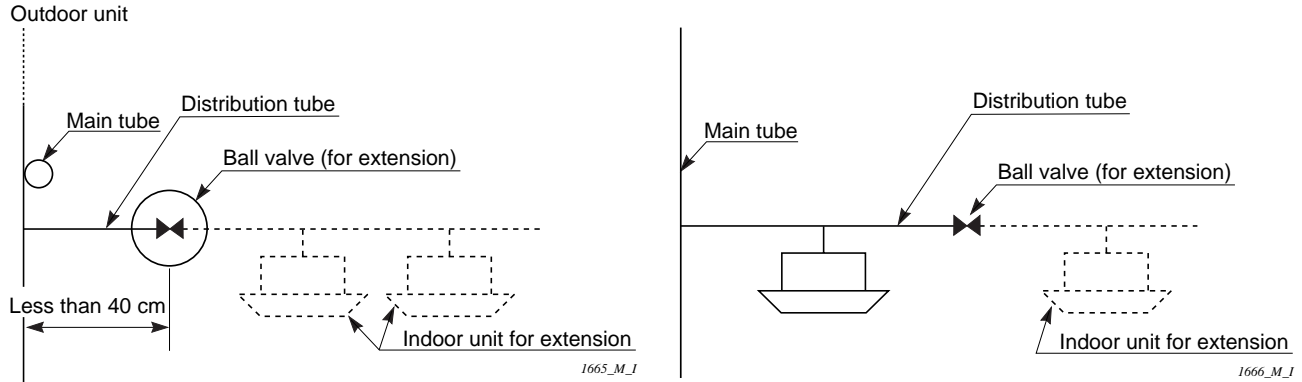 Outdoor unit
Distribution tube
Main tube
Ball valve (for extension)
Less than 40 cm
Indoor unit for extension
1665_M_I
Distribution tube
Main tube
Ball valve (for extension)
Indoor unit for extension
1666_M_I